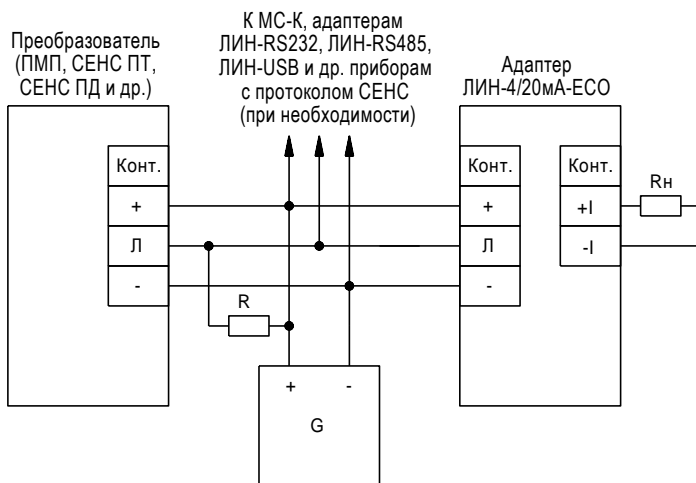 К МС-К, адаптерам
ЛИН-RS232, ЛИН-RS485,
ЛИН-USB и др. приборам
с протоколом СЕНС
(при необходимости)
Преобразователь
(ПМП, СЕНС ПТ,
СЕНС ПД и др.)
Адаптер
ЛИН-4/20мА-ECO
Конт.
+
Л
-
Конт.
+
Л
-
Конт.
+I
-I
Rн
R
+ -
G